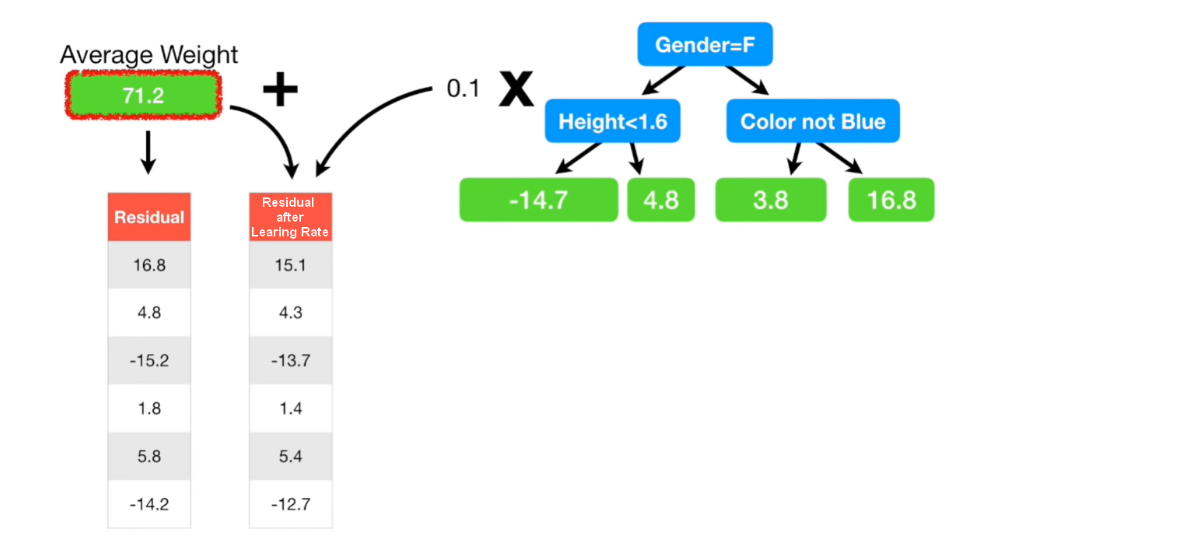 Average Weight
71.2
+
0.1 X
Gender=F
Height<1.6
Color not Blue
-14.7
4.8
3.8
16.8
Residual
Residual
after
Learing Rate
16.8
15.1
4.8
4.3
-15.2
-13.7
1.8
1.4
5.8
5.4
-14.2
-12.7